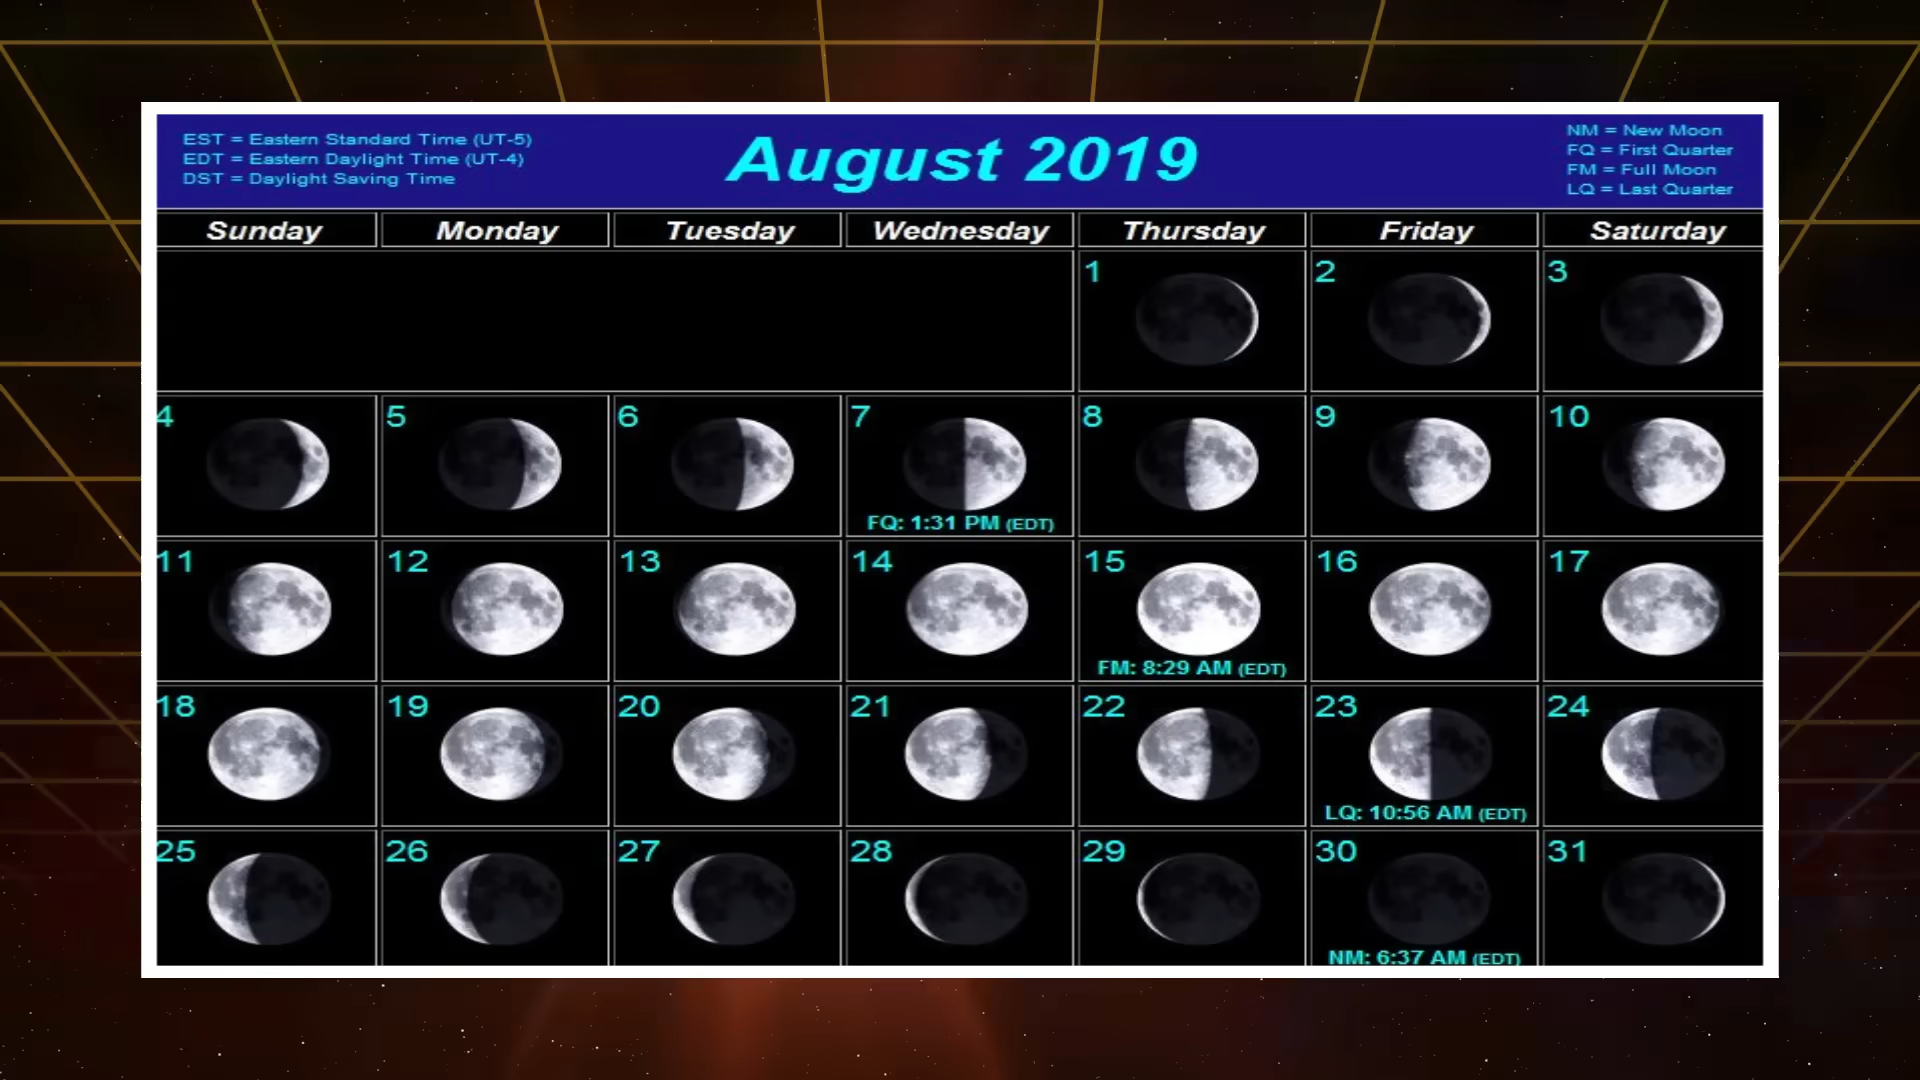 EST = Eastern Standard Time (UT-5)
EDT = Eastern Daylight Time (UT-4)
DST = Daylight Saving Time
August 2019
NM = New Moon
FQ = First Quarter
FM = Full Moon
LQ = Last Quarter
Sunday Monday Tuesday Wednesday Thursday Friday Saturday
1 2 3
4 5 6 7 8 9 10
FQ: 1:31 PM (EDT)
11 12 13 14 15 16 17
FM: 8:29 AM (EDT)
18 19 20 21 22 23 24
LQ: 10:56 AM (EDT)
25 26 27 28 29 30 31
NM: 6:37 AM (EDT)